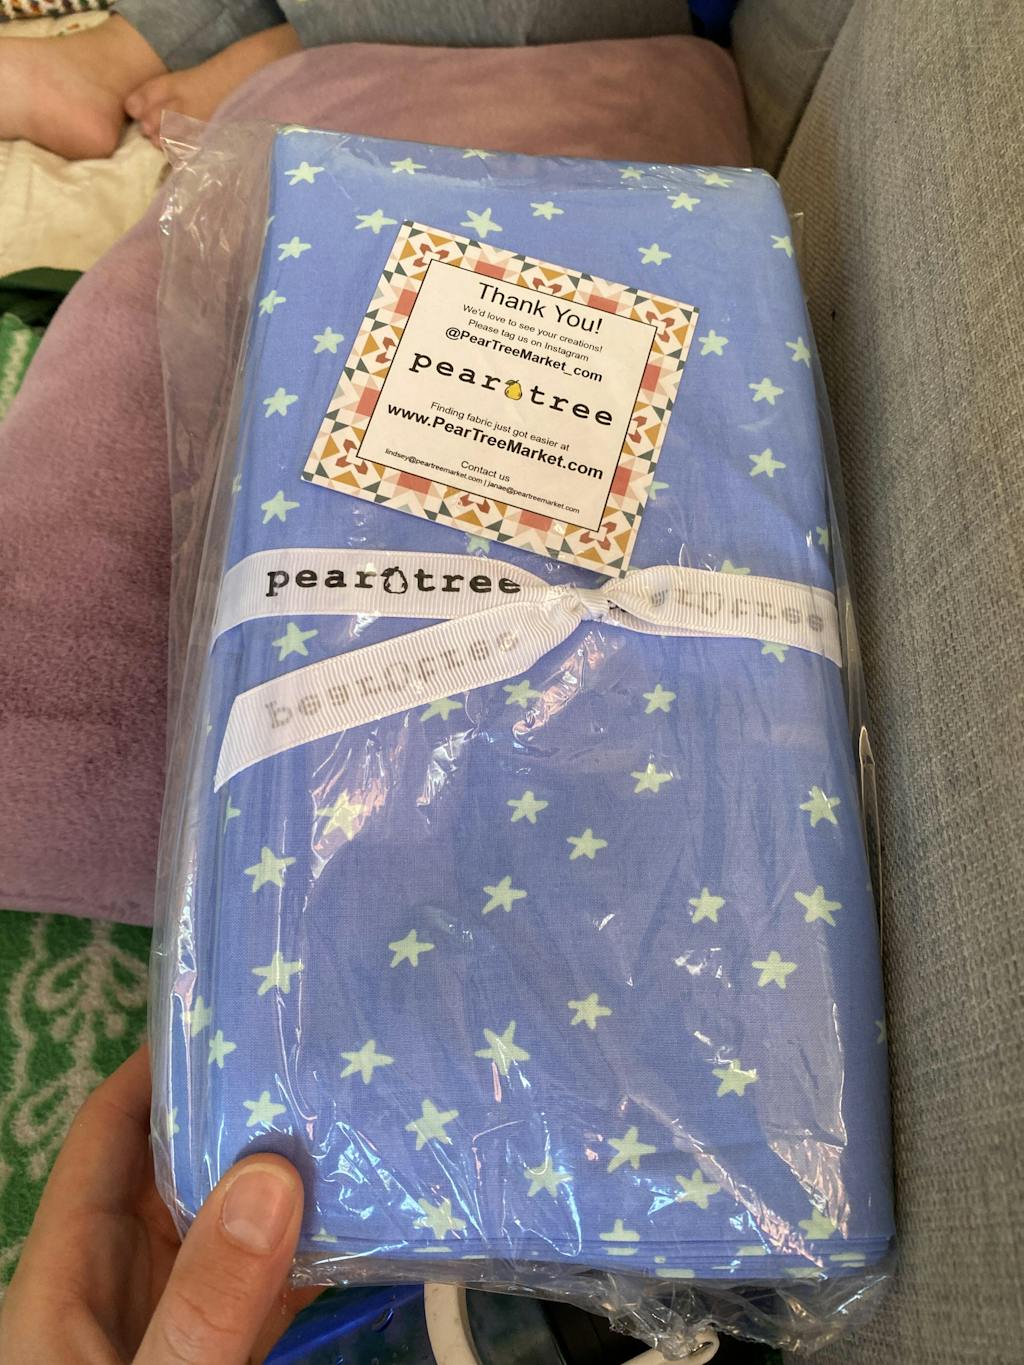 Thank You!
We'd love to see your creations!
Please tag us on Instagram
@PearTreeMarket_com
pear tree
Finding fabric just got easier at
www.PearTreeMarket.com
Contact us
lindsey@peartreemarket.com | janae@peartreemarket.com
pear tree